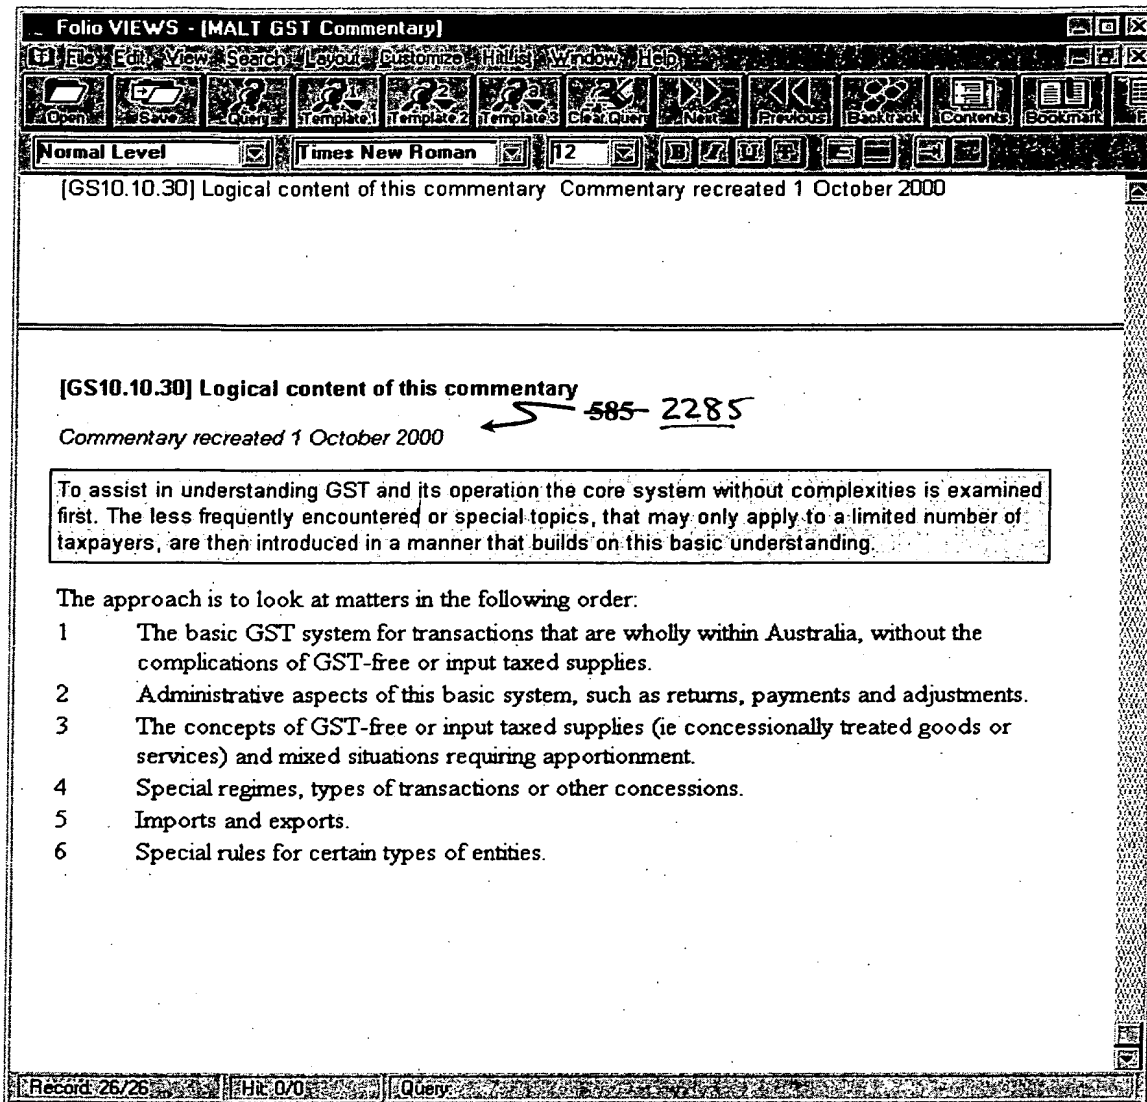 Folio VIEWS - [MALT GST Commentary]
File Edit View Search Layout Customize HitList Window Help
Open Save Query Template.1 Template.2 Template.3 Clear Query Next Previous Backtrack Contents Bookmark
Normal Level Times New Roman 12 B I U
[GS10.10.30] Logical content of this commentary Commentary recreated 1 October 2000
[GS10.10.30] Logical content of this commentary
585 2285
Commentary recreated 1 October 2000
To assist in understanding GST and its operation the core system without complexities is examined
first. The less frequently encountered or special topics, that may only apply to a limited number of
taxpayers, are then introduced in a manner that builds on this basic understanding.
The approach is to look at matters in the following order:
1 The basic GST system for transactions that are wholly within Australia, without the
complications of GST-free or input taxed supplies.
2 Administrative aspects of this basic system, such as returns, payments and adjustments.
3 The concepts of GST-free or input taxed supplies (ie concessionally treated goods or
services) and mixed situations requiring apportionment.
4 Special regimes, types of transactions or other concessions.
5 Imports and exports.
6 Special rules for certain types of entities.
Record: 26/26 Hit: 0/0 Query: